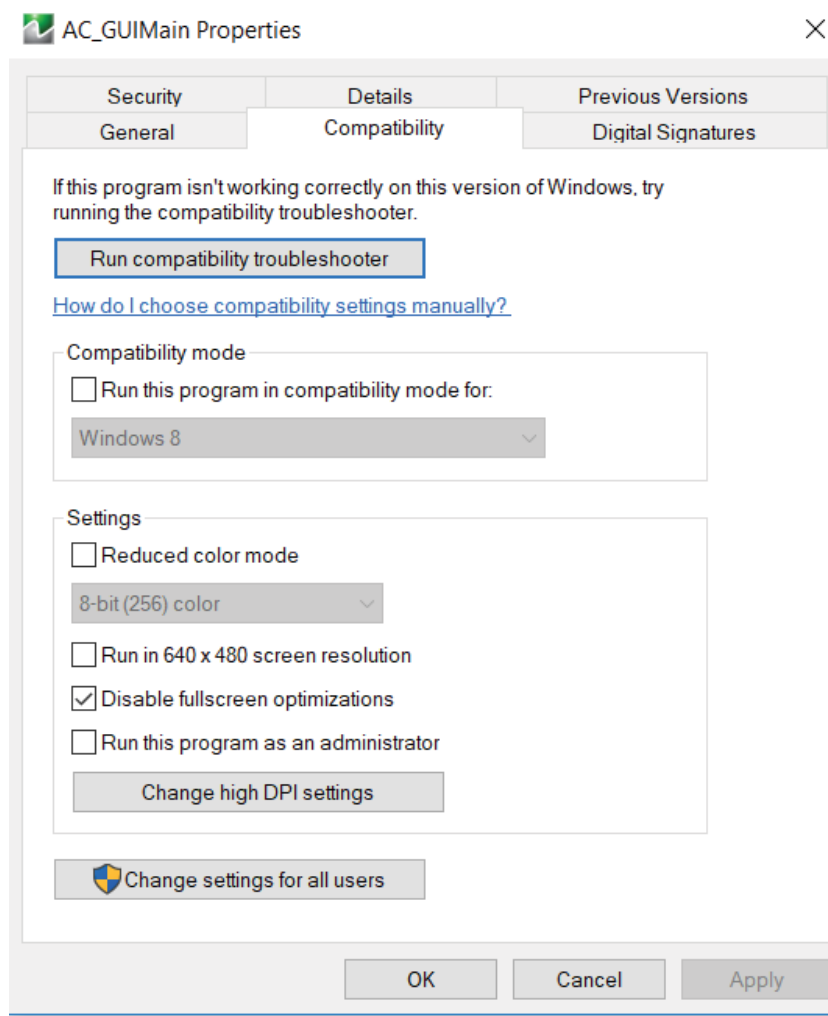 AC_GUIMain Properties
Security Details Previous Versions
General Compatibility Digital Signatures
If this program isn't working correctly on this version of Windows, try
running the compatibility troubleshooter.
Run compatibility troubleshooter
How do I choose compatibility settings manually?
Compatibility mode
Run this program in compatibility mode for:
Windows 8
Settings
Reduced color mode
8-bit (256) color
Run in 640 x 480 screen resolution
Disable fullscreen optimizations
Run this program as an administrator
Change high DPI settings
Change settings for all users
OK Cancel Apply